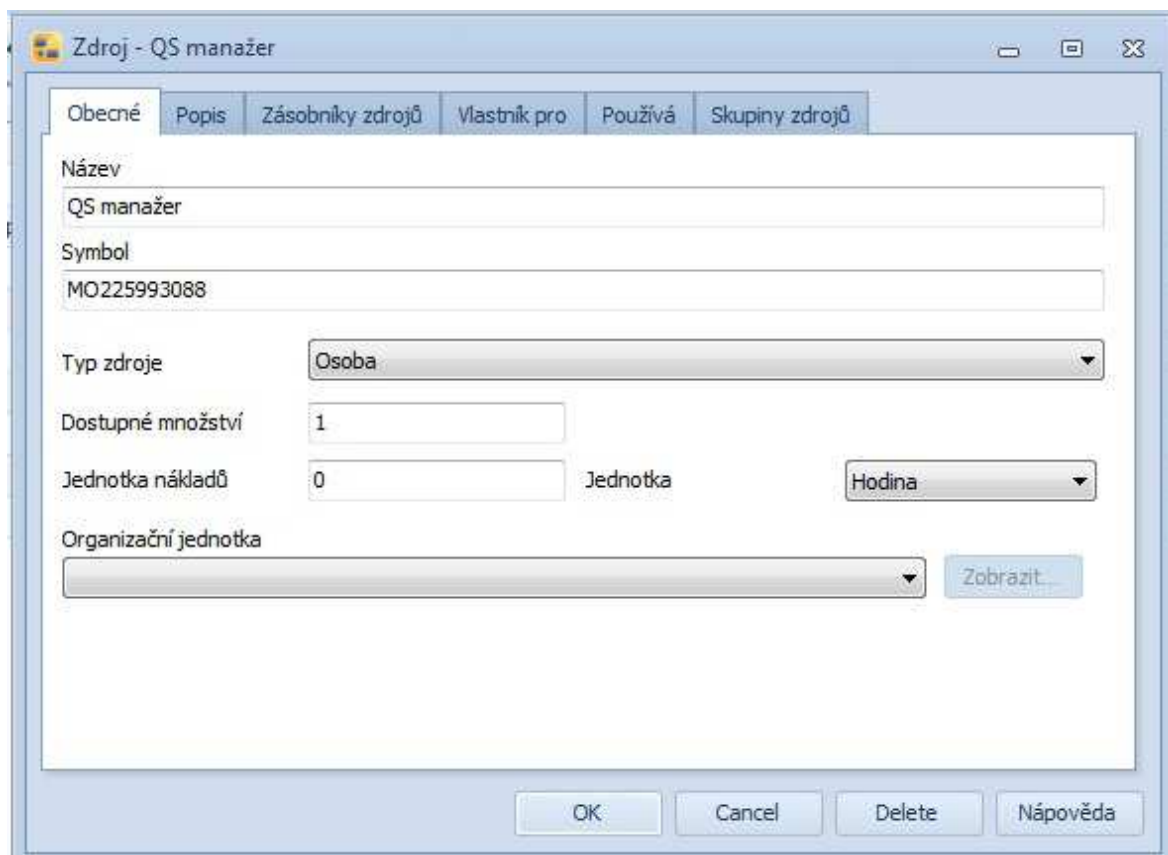 Zdroj - QS manažer
Obecné Popis Zásobníky zdrojů Vlastník pro Používá Skupiny zdrojů
Název
QS manažer
Symbol
MO225993088
Typ zdroje Osoba
Dostupné množství 1
Jednotka nákladů 0 Jednotka Hodina
Organizační jednotka
Zobrazit...
OK Cancel Delete Nápověda